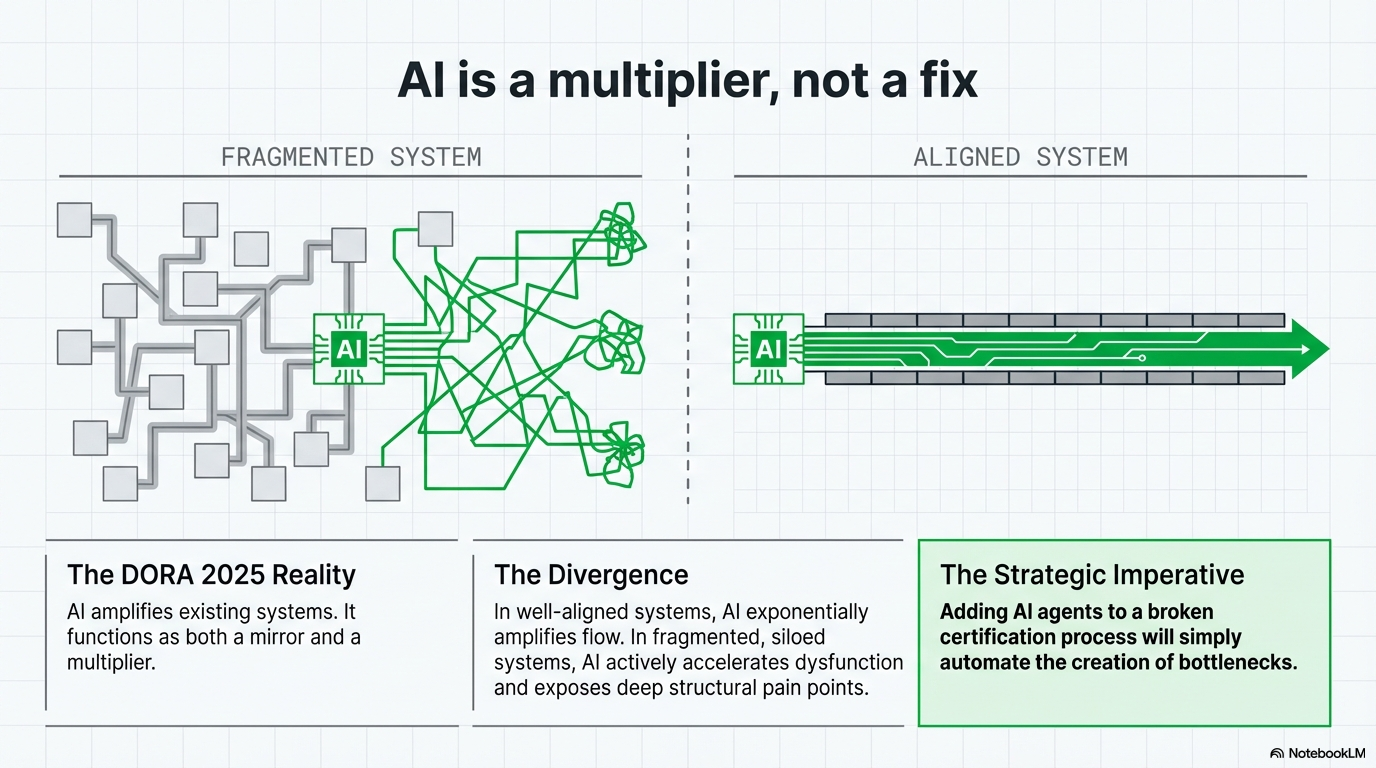 AI is a multiplier, not a fix
FRAGMENTED SYSTEM
ALIGNED SYSTEM
AI
AI
The DORA 2025 Reality
AI amplifies existing systems. It
functions as both a mirror and a
multiplier.
The Divergence
In well-aligned systems, AI exponentially
amplifies flow. In fragmented, siloed
systems, AI actively accelerates dysfunction
and exposes deep structural pain points.
The Strategic Imperative
Adding AI agents to a broken
certification process will simply
automate the creation of bottlenecks.
NotebookLM